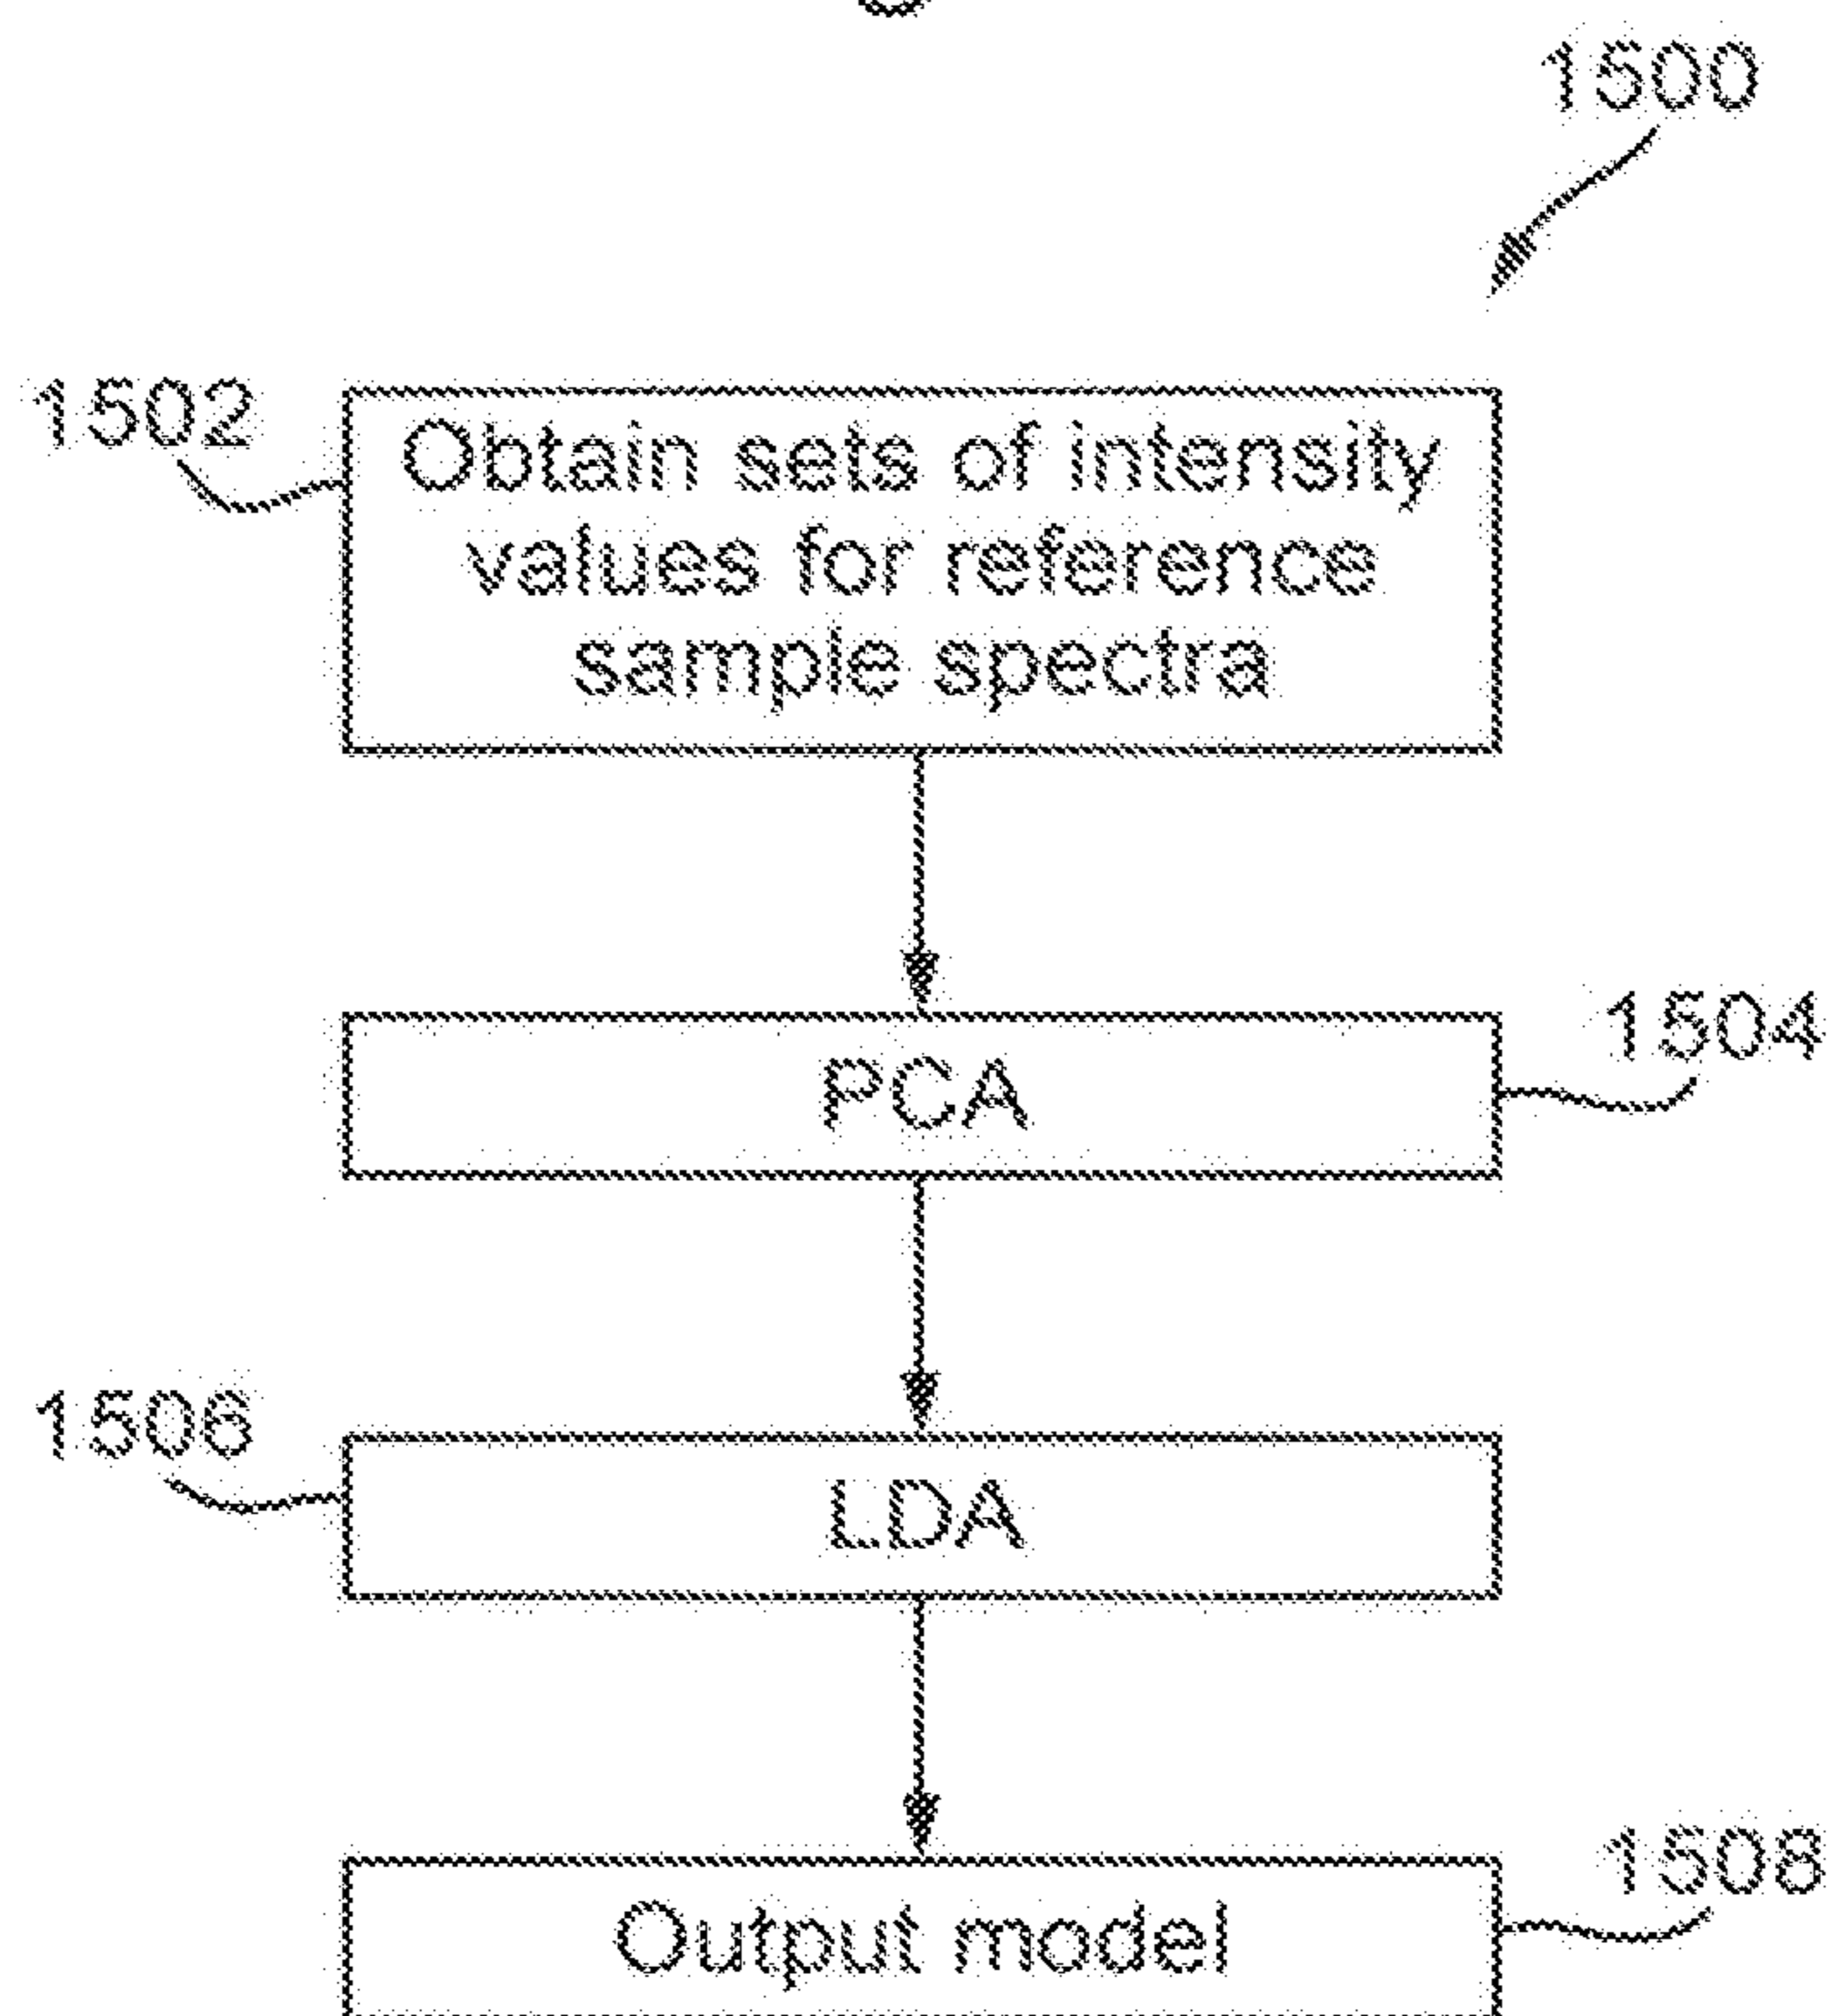 1500
1502
Obtain sets of intensity
values for reference
sample spectra
PCA
1504
1506
LDA
1508
Output model